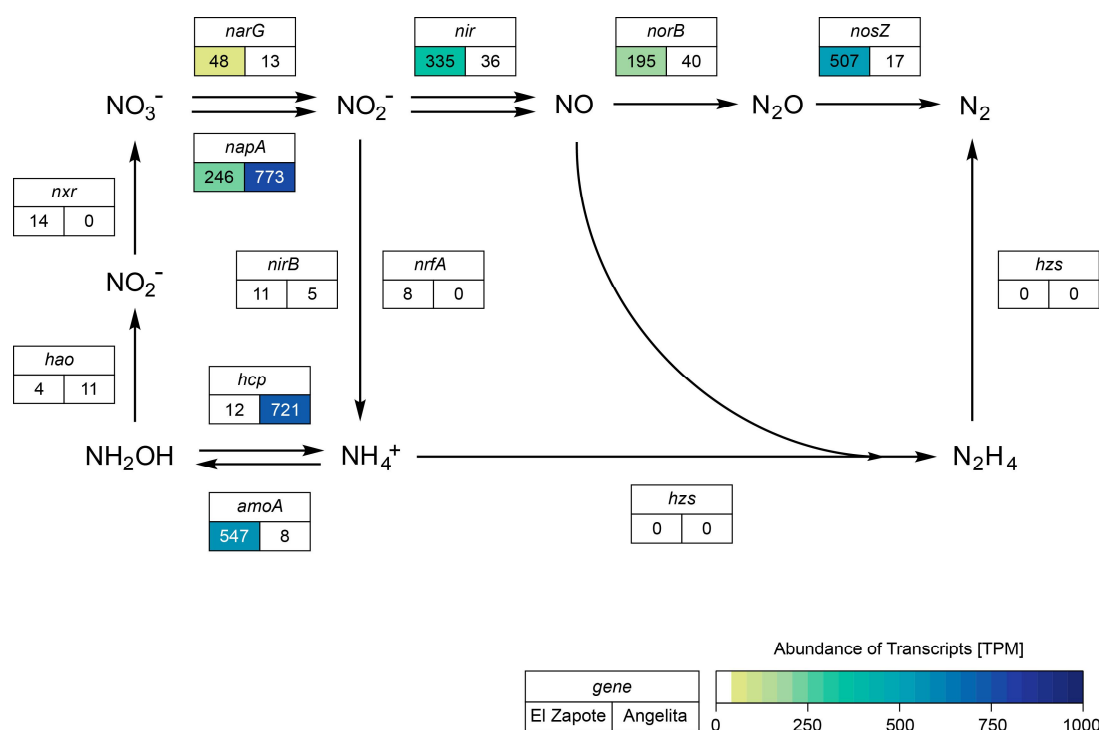 narG
48 13
nir
335 36
norB
195 40
nosZ
507 17
NO₃⁻
NO₂⁻
NO
N₂O
N₂
napA
246 773
nxr
14 0
NO₂⁻
nirB
11 5
nrfA
8 0
hzs
0 0
hao
4 11
hcp
12 721
NH₂OH
NH₄⁺
N₂H₄
amoA
547 8
hzs
0 0
Abundance of Transcripts [TPM]
gene
El Zapote Angelita
0 250 500 750 1000